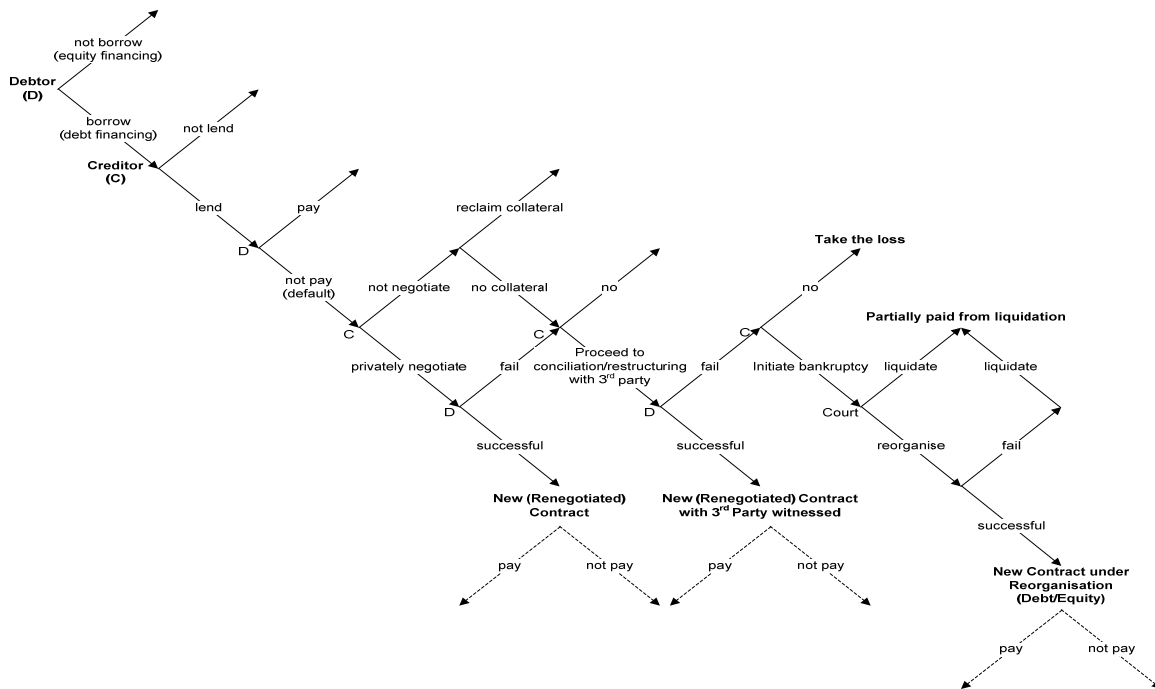 not borrow
(equity financing)
Debtor
(D)
borrow
(debt financing)
not lend
Creditor
(C)
lend
pay
D
reclaim collateral
not pay
(default)
not negotiate
no collateral
no
Take the loss
C
C
no
C
Partially paid from liquidation
privately negotiate
fail
Proceed to
conciliation/restructuring
with 3rd party
fail
Initiate bankruptcy
liquidate
liquidate
D
D
Court
successful
successful
reorganise
fail
New (Renegotiated)
Contract
New (Renegotiated) Contract
with 3rd Party witnessed
successful
pay
not pay
pay
not pay
New Contract under
Reorganisation
(Debt/Equity)
pay
not pay